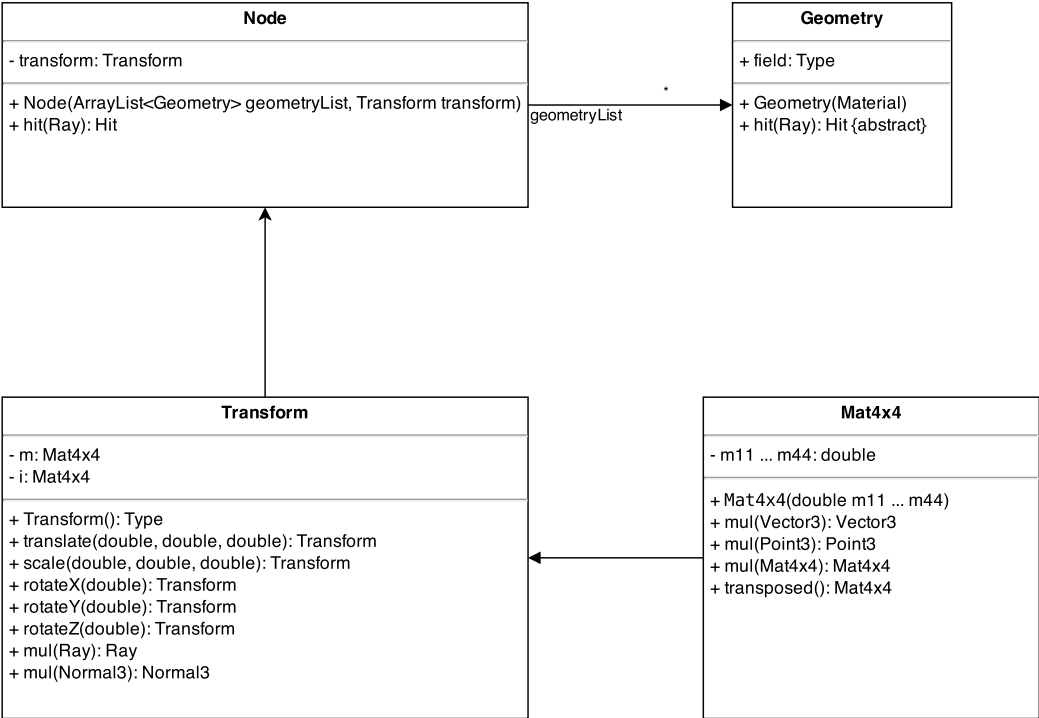 Node
- transform: Transform
+ Node(ArrayList<Geometry> geometryList, Transform transform)
+ hit(Ray): Hit
*
geometryList
Geometry
+ field: Type
+ Geometry(Material)
+ hit(Ray): Hit {abstract}
Transform
- m: Mat4x4
- i: Mat4x4
+ Transform(): Type
+ translate(double, double, double): Transform
+ scale(double, double, double): Transform
+ rotateX(double): Transform
+ rotateY(double): Transform
+ rotateZ(double): Transform
+ mul(Ray): Ray
+ mul(Normal3): Normal3
Mat4x4
- m11 ... m44: double
+ Mat4x4(double m11 ... m44)
+ mul(Vector3): Vector3
+ mul(Point3): Point3
+ mul(Mat4x4): Mat4x4
+ transposed(): Mat4x4